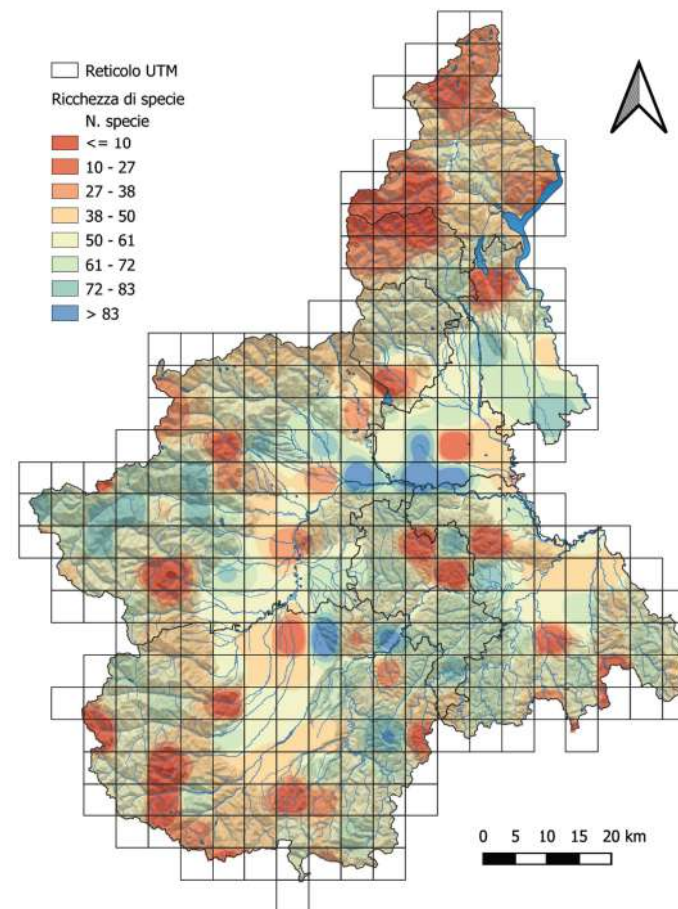 Reticolo UTM
Ricchezza di specie
N. specie
<= 10
10 - 27
27 - 38
38 - 50
50 - 61
61 - 72
72 - 83
> 83
0 5 10 15 20 km